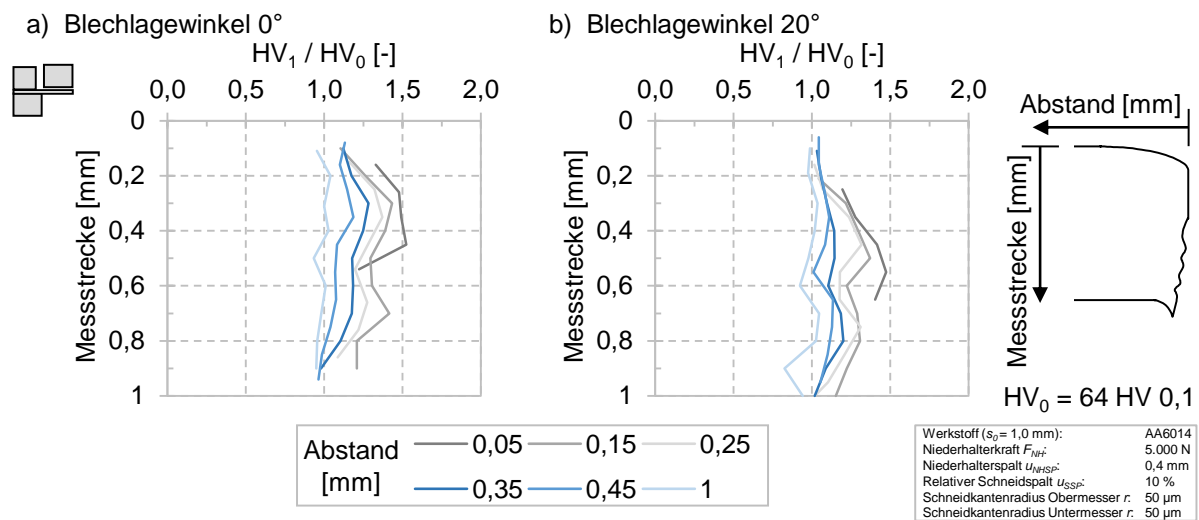 a) Blechlagewinkel 0°
HV1 / HV0 [-]
0,0 0,5 1,0 1,5 2,0
0
0,2
0,4
0,6
0,8
1
Messstrecke [mm]
b) Blechlagewinkel 20°
HV1 / HV0 [-]
0,0 0,5 1,0 1,5 2,0
0
0,2
0,4
0,6
0,8
1
Messstrecke [mm]
Abstand [mm]
Messstrecke [mm]
HV0 = 64 HV 0,1
Abstand
[mm]
0,05 0,15 0,25
0,35 0,45 1
Werkstoff (s0 = 1,0 mm): AA6014
Niederhalterkraft FNH: 5.000 N
Niederhalterspalt uNHSP: 0,4 mm
Relativer Schneidspalt uSSP: 10 %
Schneidkantenradius Obermesser r: 50 µm
Schneidkantenradius Untermesser r: 50 µm